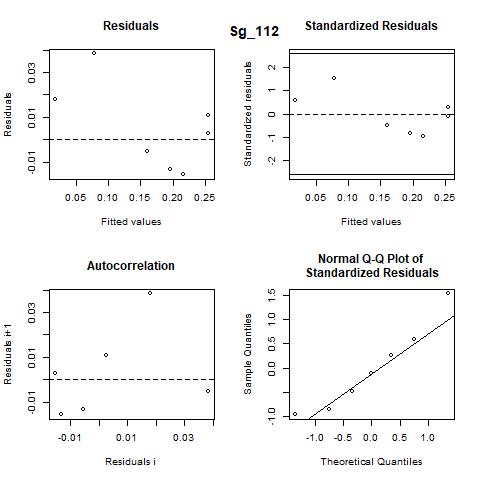 Sg_112
Residuals
Residuals
0.03
0.01
-0.01
0.05 0.10 0.15 0.20 0.25
Fitted values
Standardized Residuals
Standardized residuals
2
1
0
-1
-2
0.05 0.10 0.15 0.20 0.25
Fitted values
Autocorrelation
Residuals i+1
0.03
0.01
-0.01
-0.01 0.01 0.03
Residuals i
Normal Q-Q Plot of
Standardized Residuals
Sample Quantiles
1.5
1.0
0.0
-1.0
-1.0 -0.5 0.0 0.5 1.0
Theoretical Quantiles